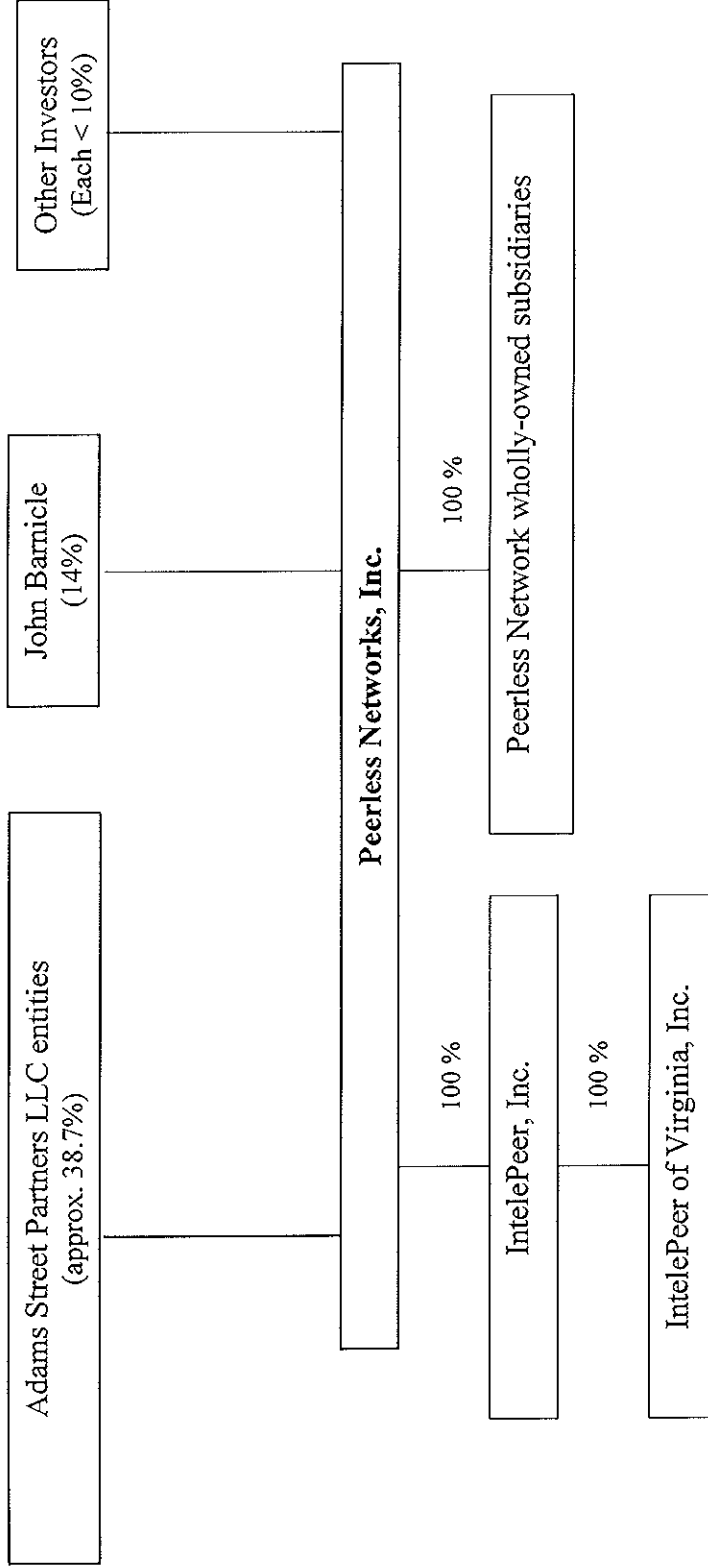 Adams Street Partners LLC entities
(approx. 38.7%)
John Barnicle
(14%)
Other Investors
(Each < 10%)
Peerless Networks, Inc.
100 %
100 %
IntelePeer, Inc.
Peerless Network wholly-owned subsidiaries
100 %
IntelePeer of Virginia, Inc.